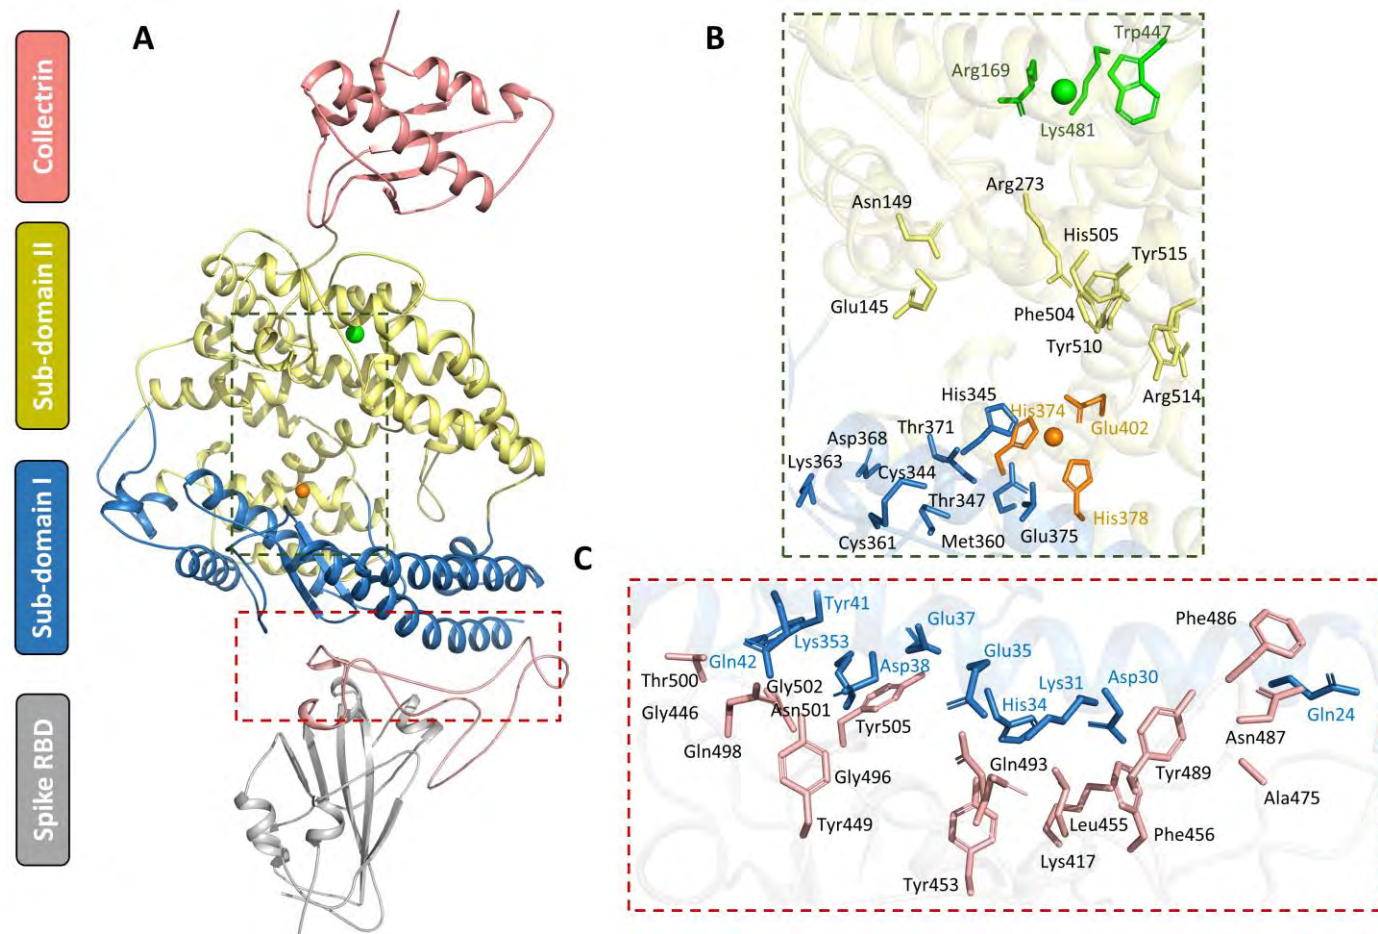 Collectrin
Sub-domain II
Sub-domain I
Spike RBD
A
B
Trp447
Arg169
Lys481
Arg273
Asn149
His505
Tyr515
Glu145
Phe504
Tyr510
Arg514
His345
His374
Glu402
Thr371
Asp368
Lys363
Cys344
Thr347
His378
Cys361
Met360
Glu375
C
Tyr41
Glu37
Phe486
Lys353
Gln42
Asp38
Glu35
Thr500
Gly502
Lys31
Asp30
Gly446
Asn501
Tyr505
His34
Gln24
Gln498
Asn487
Gln493
Gly496
Tyr489
Ala475
Tyr449
Leu455
Phe456
Lys417
Tyr453